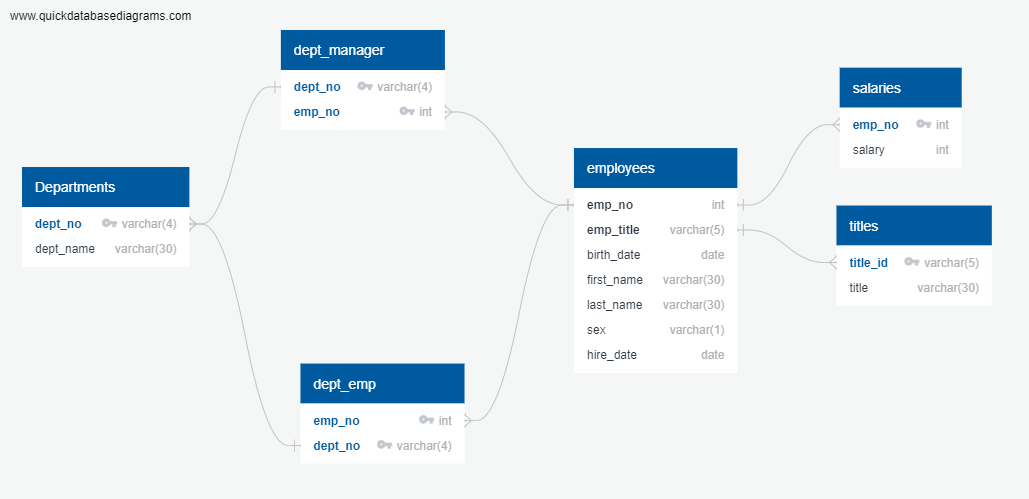 www.quickdatabasediagrams.com
dept_manager
dept_no varchar(4)
emp_no int
Departments
dept_no varchar(4)
dept_name varchar(30)
dept_emp
emp_no int
dept_no varchar(4)
employees
emp_no int
emp_title varchar(5)
birth_date date
first_name varchar(30)
last_name varchar(30)
sex varchar(1)
hire_date date
salaries
emp_no int
salary int
titles
title_id varchar(5)
title varchar(30)